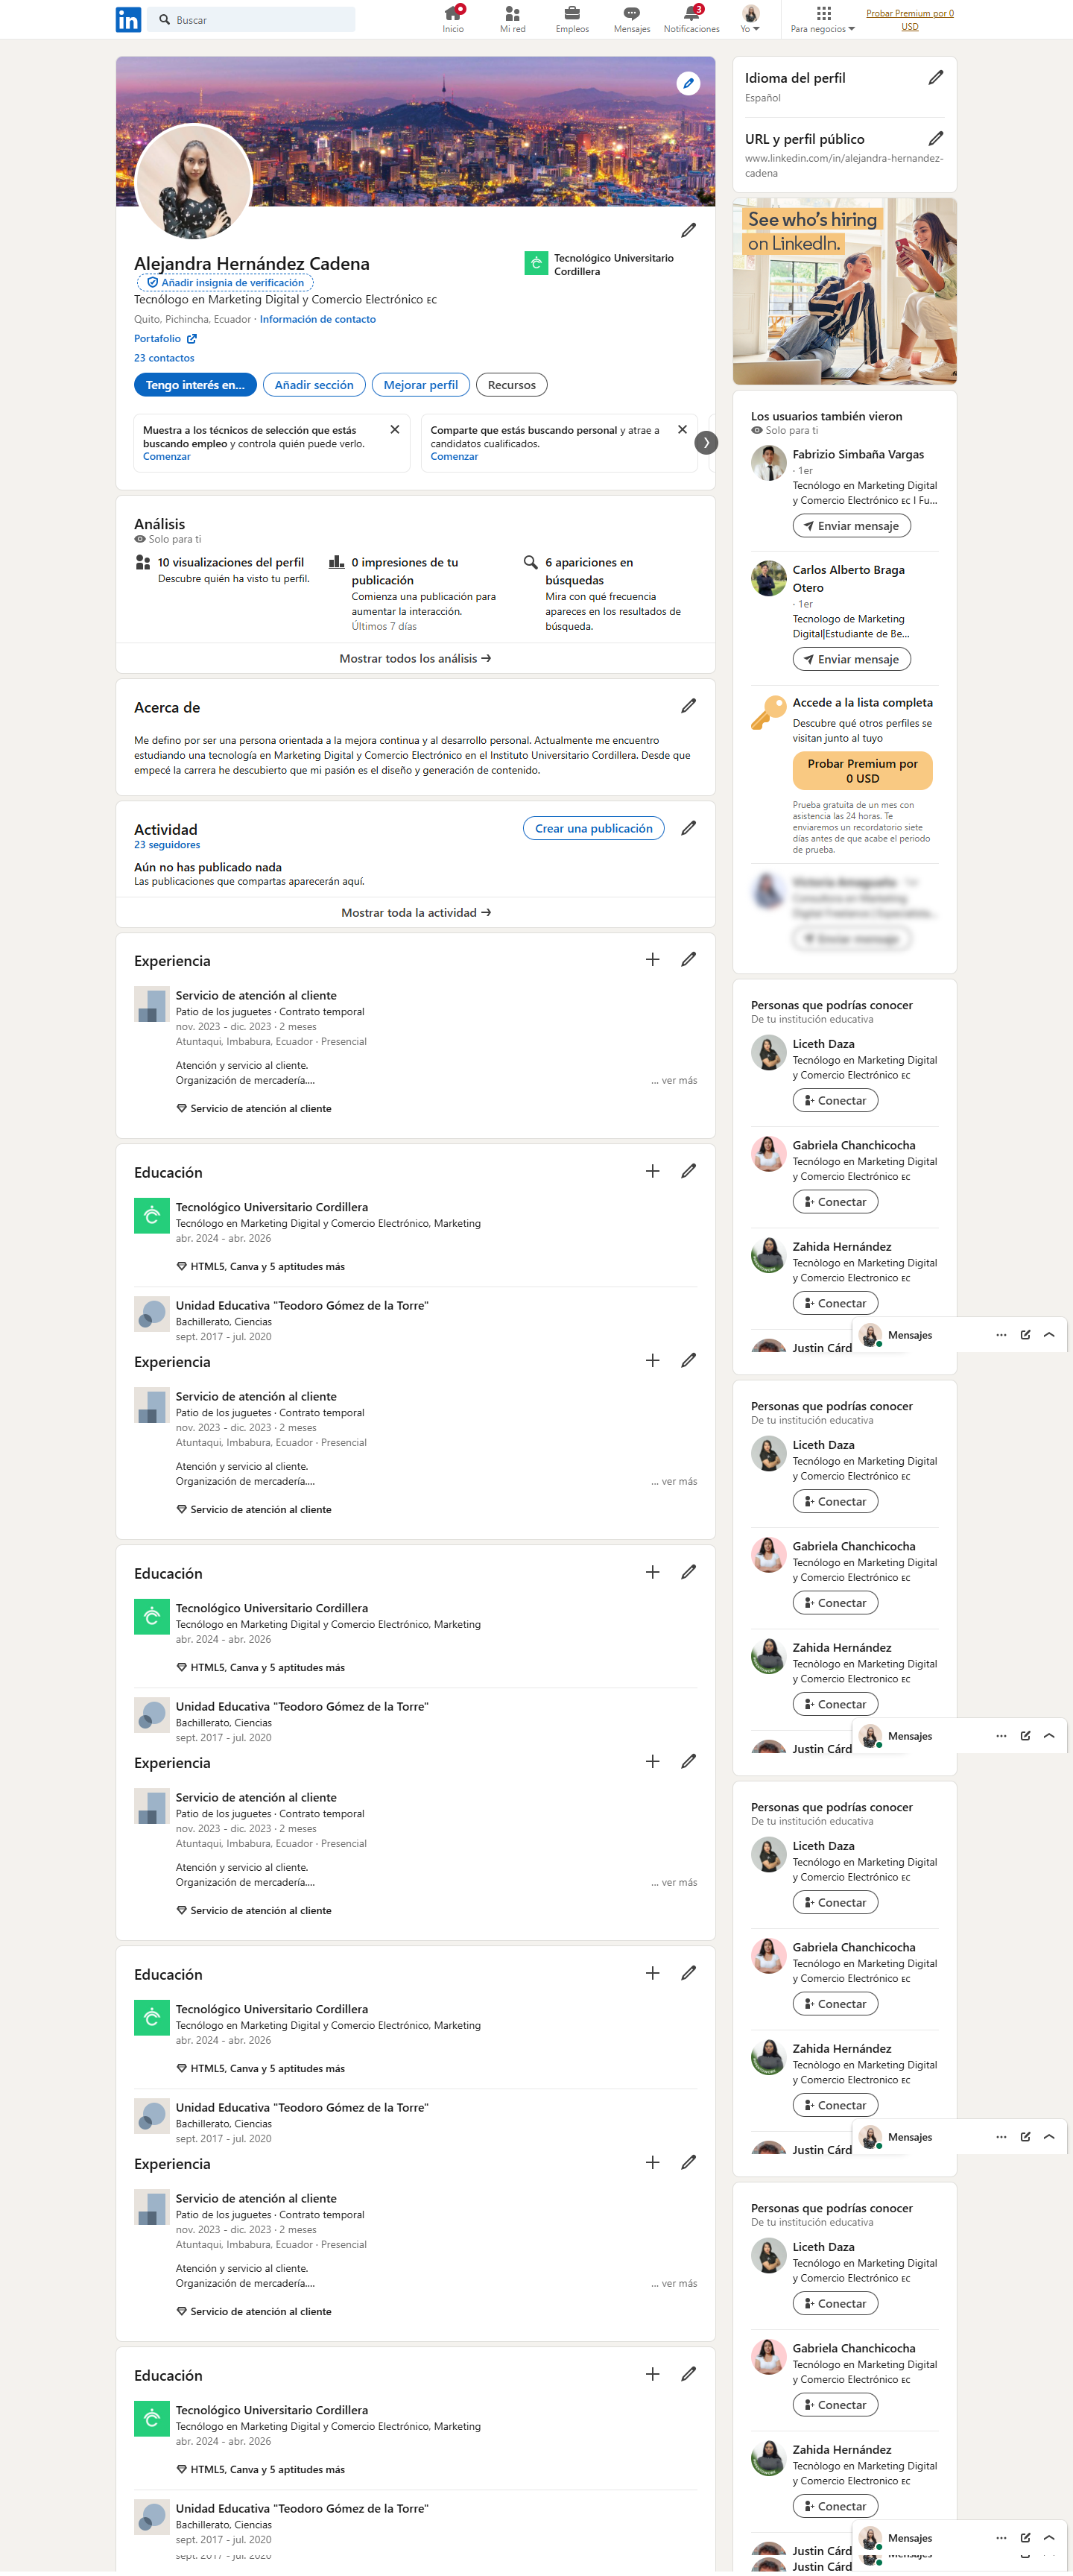 in
Buscar
Inicio
Mi red
Empleos
Mensajes
3
Notificaciones
Yo
Para negocios
Probar Premium por 0
USD
Alejandra Hernández Cadena
Añadir insignia de verificación
Tecnólogo en Marketing Digital y Comercio Electrónico ᴇᴄ
Quito, Pichincha, Ecuador · Información de contacto
Portafolio
23 contactos
Tecnológico Universitario
Cordillera
Tengo interés en...
Añadir sección
Mejorar perfil
Recursos
Muestra a los técnicos de selección que estás
buscando empleo y controla quién puede verlo.
Comenzar
Comparte que estás buscando personal y atrae a
candidatos cualificados.
Comenzar
Análisis
Solo para ti
10 visualizaciones del perfil
Descubre quién ha visto tu perfil.
0 impresiones de tu
publicación
Comienza una publicación para
aumentar la interacción.
Últimos 7 días
6 apariciones en
búsquedas
Mira con qué frecuencia
apareces en los resultados de
búsqueda.
Mostrar todos los análisis →
Acerca de
Me defino por ser una persona orientada a la mejora continua y al desarrollo personal. Actualmente me encuentro
estudiando una tecnología en Marketing Digital y Comercio Electrónico en el Instituto Universitario Cordillera. Desde que
empecé la carrera he descubierto que mi pasión es el diseño y generación de contenido.
Actividad
23 seguidores
Crear una publicación
Aún no has publicado nada
Las publicaciones que compartas aparecerán aquí.
Mostrar toda la actividad →
Experiencia
Servicio de atención al cliente
Patio de los juguetes · Contrato temporal
nov. 2023 - dic. 2023 · 2 meses
Atuntaqui, Imbabura, Ecuador · Presencial
Atención y servicio al cliente.
Organización de mercadería....
... ver más
Servicio de atención al cliente
Educación
Tecnológico Universitario Cordillera
Tecnólogo en Marketing Digital y Comercio Electrónico, Marketing
abr. 2024 - abr. 2026
HTML5, Canva y 5 aptitudes más
Unidad Educativa "Teodoro Gómez de la Torre"
Bachillerato, Ciencias
sept. 2017 - jul. 2020
Experiencia
Servicio de atención al cliente
Patio de los juguetes · Contrato temporal
nov. 2023 - dic. 2023 · 2 meses
Atuntaqui, Imbabura, Ecuador · Presencial
Atención y servicio al cliente.
Organización de mercadería....
... ver más
Servicio de atención al cliente
Educación
Tecnológico Universitario Cordillera
Tecnólogo en Marketing Digital y Comercio Electrónico, Marketing
abr. 2024 - abr. 2026
HTML5, Canva y 5 aptitudes más
Unidad Educativa "Teodoro Gómez de la Torre"
Bachillerato, Ciencias
sept. 2017 - jul. 2020
Experiencia
Servicio de atención al cliente
Patio de los juguetes · Contrato temporal
nov. 2023 - dic. 2023 · 2 meses
Atuntaqui, Imbabura, Ecuador · Presencial
Atención y servicio al cliente.
Organización de mercadería....
... ver más
Servicio de atención al cliente
Educación
Tecnológico Universitario Cordillera
Tecnólogo en Marketing Digital y Comercio Electrónico, Marketing
abr. 2024 - abr. 2026
HTML5, Canva y 5 aptitudes más
Unidad Educativa "Teodoro Gómez de la Torre"
Bachillerato, Ciencias
sept. 2017 - jul. 2020
Experiencia
Servicio de atención al cliente
Patio de los juguetes · Contrato temporal
nov. 2023 - dic. 2023 · 2 meses
Atuntaqui, Imbabura, Ecuador · Presencial
Atención y servicio al cliente.
Organización de mercadería....
... ver más
Servicio de atención al cliente
Educación
Tecnológico Universitario Cordillera
Tecnólogo en Marketing Digital y Comercio Electrónico, Marketing
abr. 2024 - abr. 2026
HTML5, Canva y 5 aptitudes más
Unidad Educativa "Teodoro Gómez de la Torre"
Bachillerato, Ciencias
sept. 2017 - jul. 2020
sept. 2017 - jul. 2020
Idioma del perfil
Español
URL y perfil público
www.linkedin.com/in/alejandra-hernandez-
cadena
See who's hiring
on LinkedIn.
Los usuarios también vieron
Solo para ti
Fabrizio Simbaña Vargas
· 1er
Tecnólogo en Marketing Digital
y Comercio Electrónico ᴇᴄ I Fu...
Enviar mensaje
Carlos Alberto Braga
Otero
· 1er
Tecnologo de Marketing
Digital|Estudiante de Be...
Enviar mensaje
Accede a la lista completa
Descubre qué otros perfiles se
visitan junto al tuyo
Probar Premium por
0 USD
Prueba gratuita de un mes con
asistencia las 24 horas. Te
enviaremos un recordatorio siete
días antes de que acabe el periodo
de prueba.
Personas que podrías conocer
De tu institución educativa
Liceth Daza
Tecnólogo en Marketing Digital
y Comercio Electrónico ᴇᴄ
Conectar
Gabriela Chanchicocha
Tecnólogo en Marketing Digital
y Comercio Electrónico ᴇᴄ
Conectar
Zahida Hernández
Tecnòlogo en Marketing Digital
y Comercio Electronico ᴇᴄ
Conectar
Justin Cárd
Mensajes
Personas que podrías conocer
De tu institución educativa
Liceth Daza
Tecnólogo en Marketing Digital
y Comercio Electrónico ᴇᴄ
Conectar
Gabriela Chanchicocha
Tecnólogo en Marketing Digital
y Comercio Electrónico ᴇᴄ
Conectar
Zahida Hernández
Tecnòlogo en Marketing Digital
y Comercio Electronico ᴇᴄ
Conectar
Justin Cárd
Mensajes
Personas que podrías conocer
De tu institución educativa
Liceth Daza
Tecnólogo en Marketing Digital
y Comercio Electrónico ᴇᴄ
Conectar
Gabriela Chanchicocha
Tecnólogo en Marketing Digital
y Comercio Electrónico ᴇᴄ
Conectar
Zahida Hernández
Tecnòlogo en Marketing Digital
y Comercio Electronico ᴇᴄ
Conectar
Justin Cárd
Mensajes
Personas que podrías conocer
De tu institución educativa
Liceth Daza
Tecnólogo en Marketing Digital
y Comercio Electrónico ᴇᴄ
Conectar
Gabriela Chanchicocha
Tecnólogo en Marketing Digital
y Comercio Electrónico ᴇᴄ
Conectar
Zahida Hernández
Tecnòlogo en Marketing Digital
y Comercio Electronico ᴇᴄ
Conectar
Justin Cárd
Mensajes
Justin Cárd
Mensajes